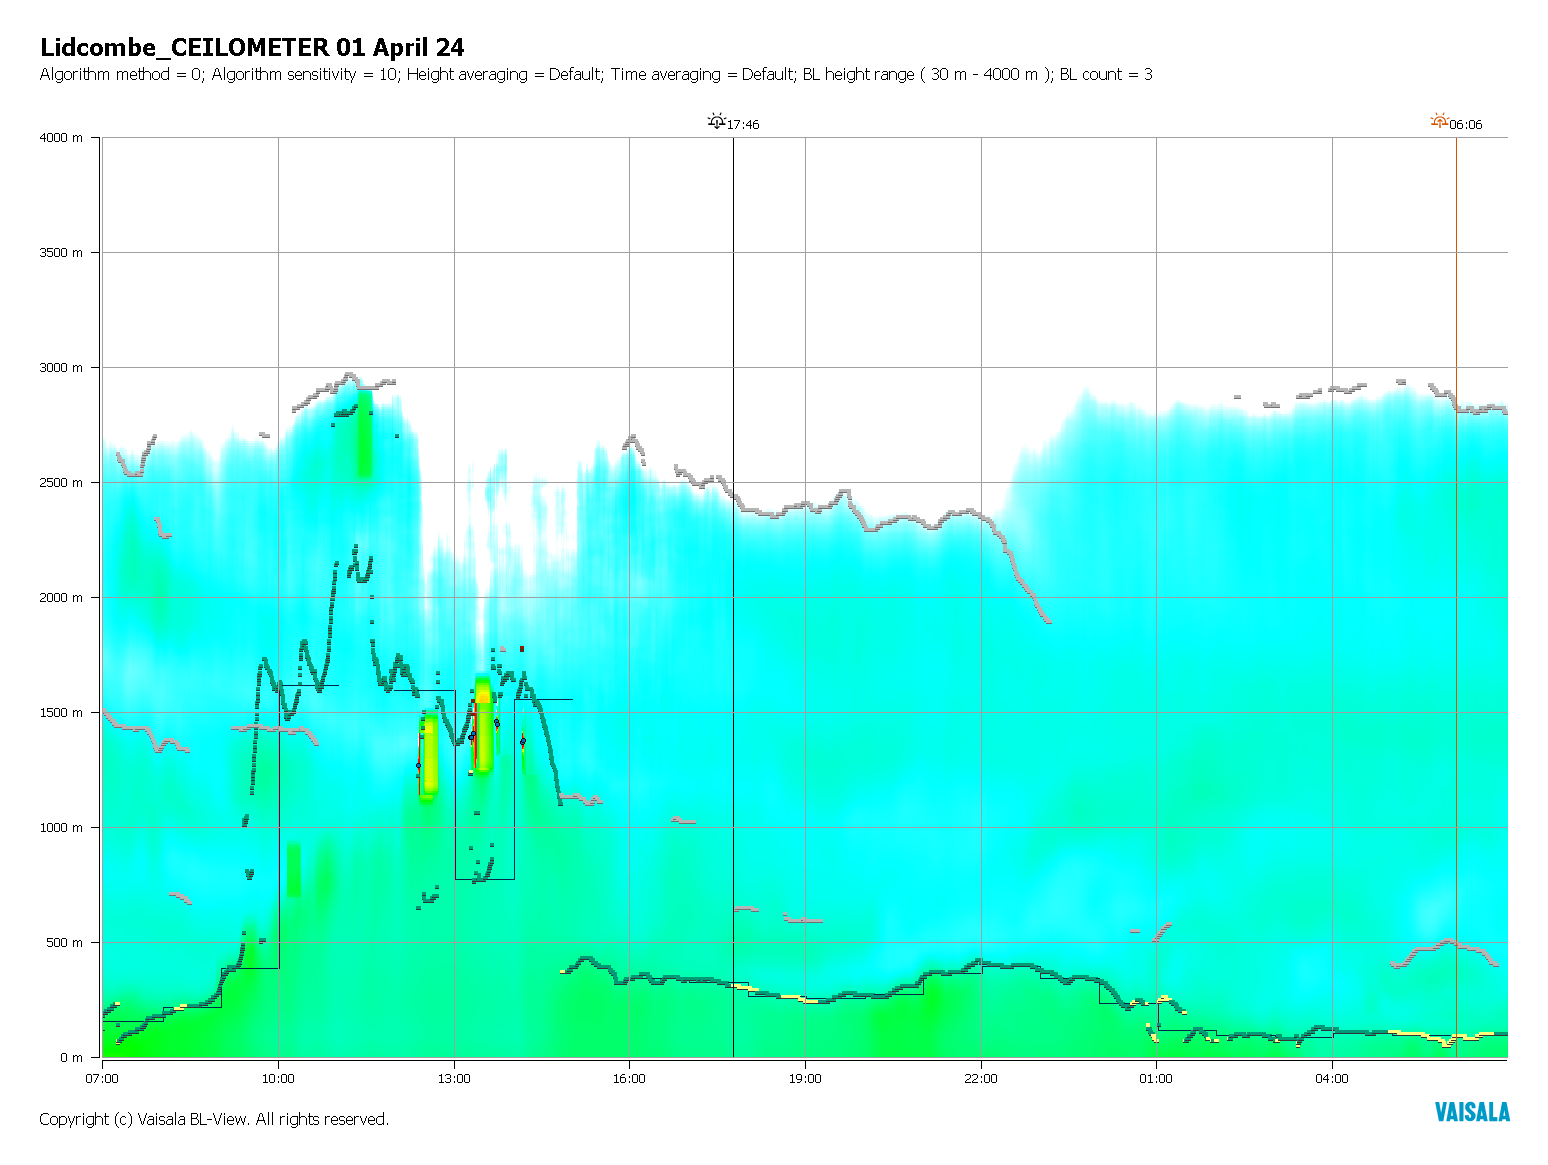 Lidcombe_CEILOMETER 01 April 24
Algorithm method = 0; Algorithm sensitivity = 10; Height averaging = Default; Time averaging = Default; BL height range ( 30 m - 4000 m ); BL count = 3
17:46
06:06
4000 m
3500 m
3000 m
2500 m
2000 m
1500 m
1000 m
500 m
0 m
07:00 10:00 13:00 16:00 19:00 22:00 01:00 04:00
Copyright (c) Vaisala BL-View. All rights reserved.
VAISALA